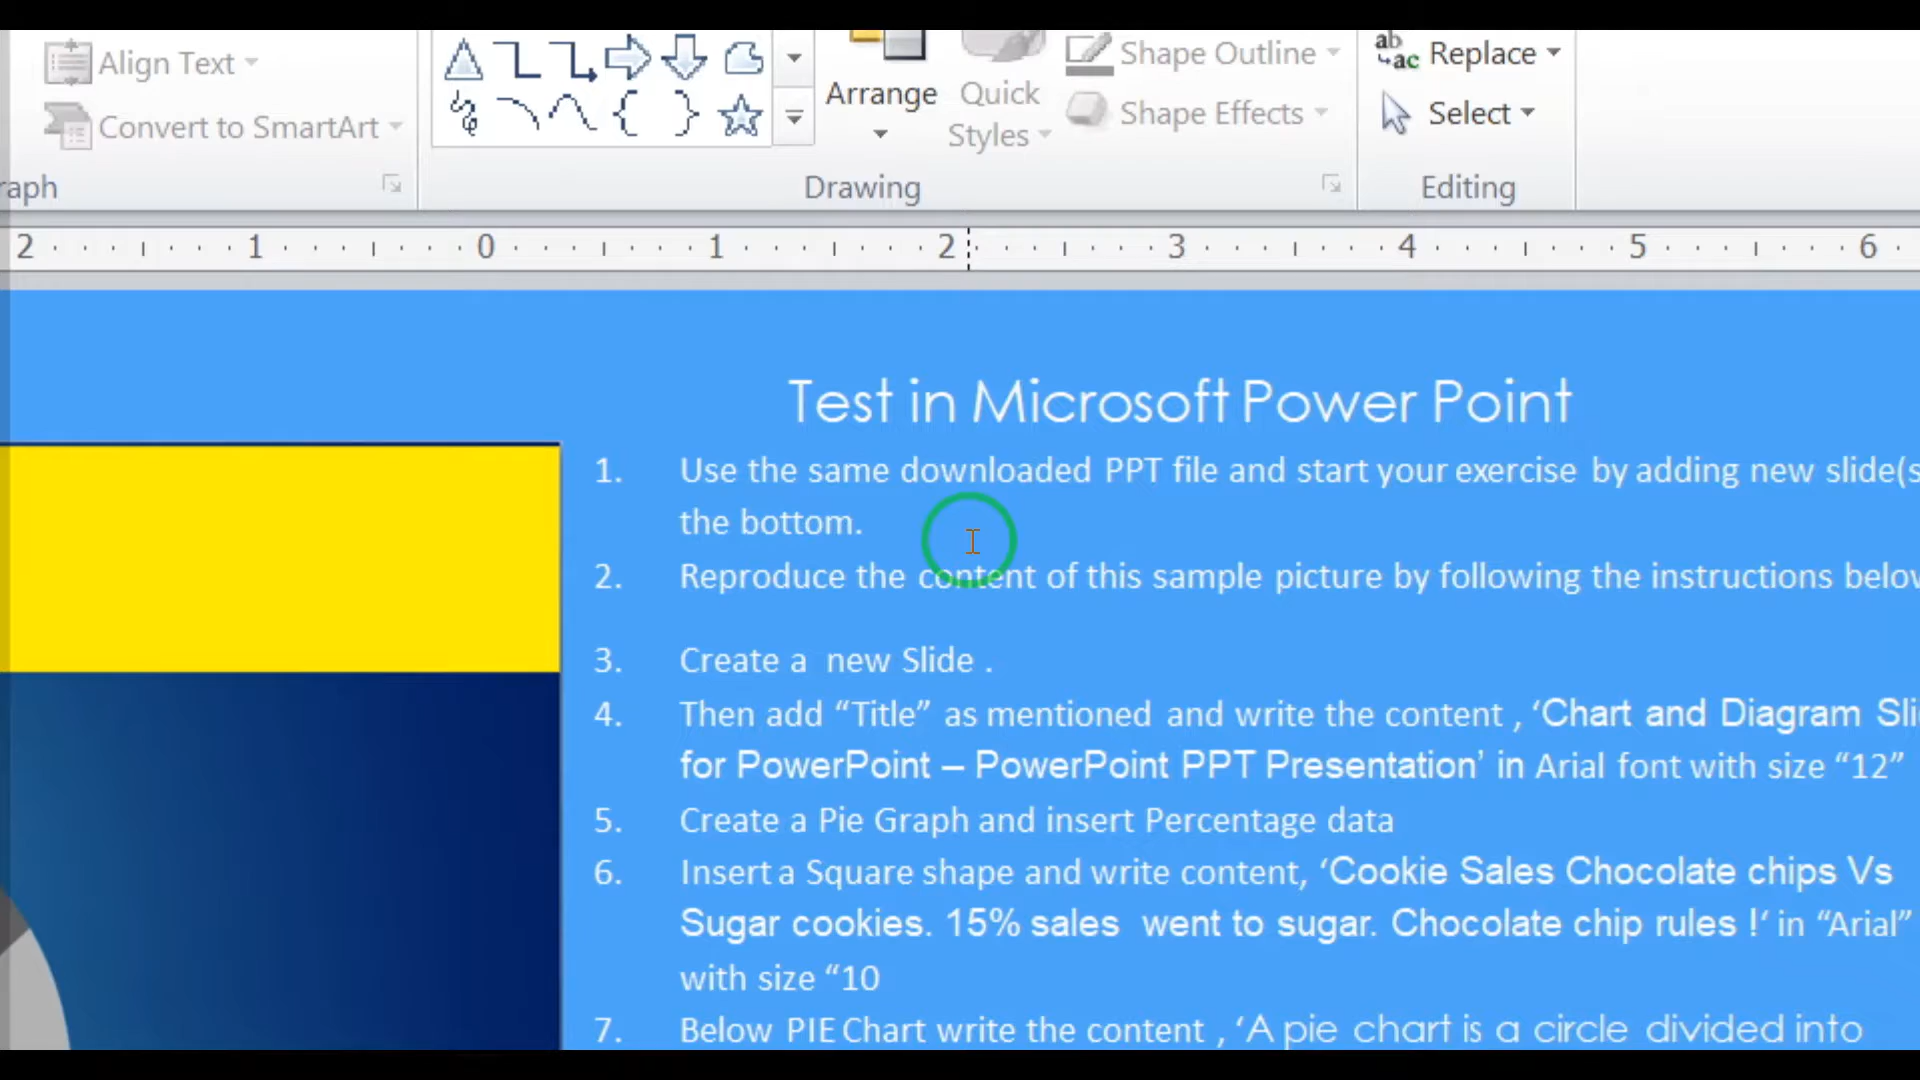 Align Text
Convert to SmartArt
raph
Arrange
Quick
Styles
Drawing
Shape Outline
Shape Effects
ab
ac
Replace
Select
Editing
2 1 0 1 2 3 4 5 6
Test in Microsoft Power Point
1. Use the same downloaded PPT file and start your exercise by adding new slide(s
the bottom.
2. Reproduce the content of this sample picture by following the instructions
3. Create a new Slide .
4. Then add “Title” as mentioned and write the content , ‘Chart and Diagram
for PowerPoint – PowerPoint PPT Presentation’ in Arial font with size “12”
5. Create a Pie Graph and insert Percentage data
6. Insert a Square shape and write content, ‘Cookie Sales Chocolate chips Vs
Sugar cookies. 15% sales went to sugar. Chocolate chip rules !‘ in “Arial”
with size “10
7. Below PIE Chart write the content , ‘A pie chart is a circle divided into